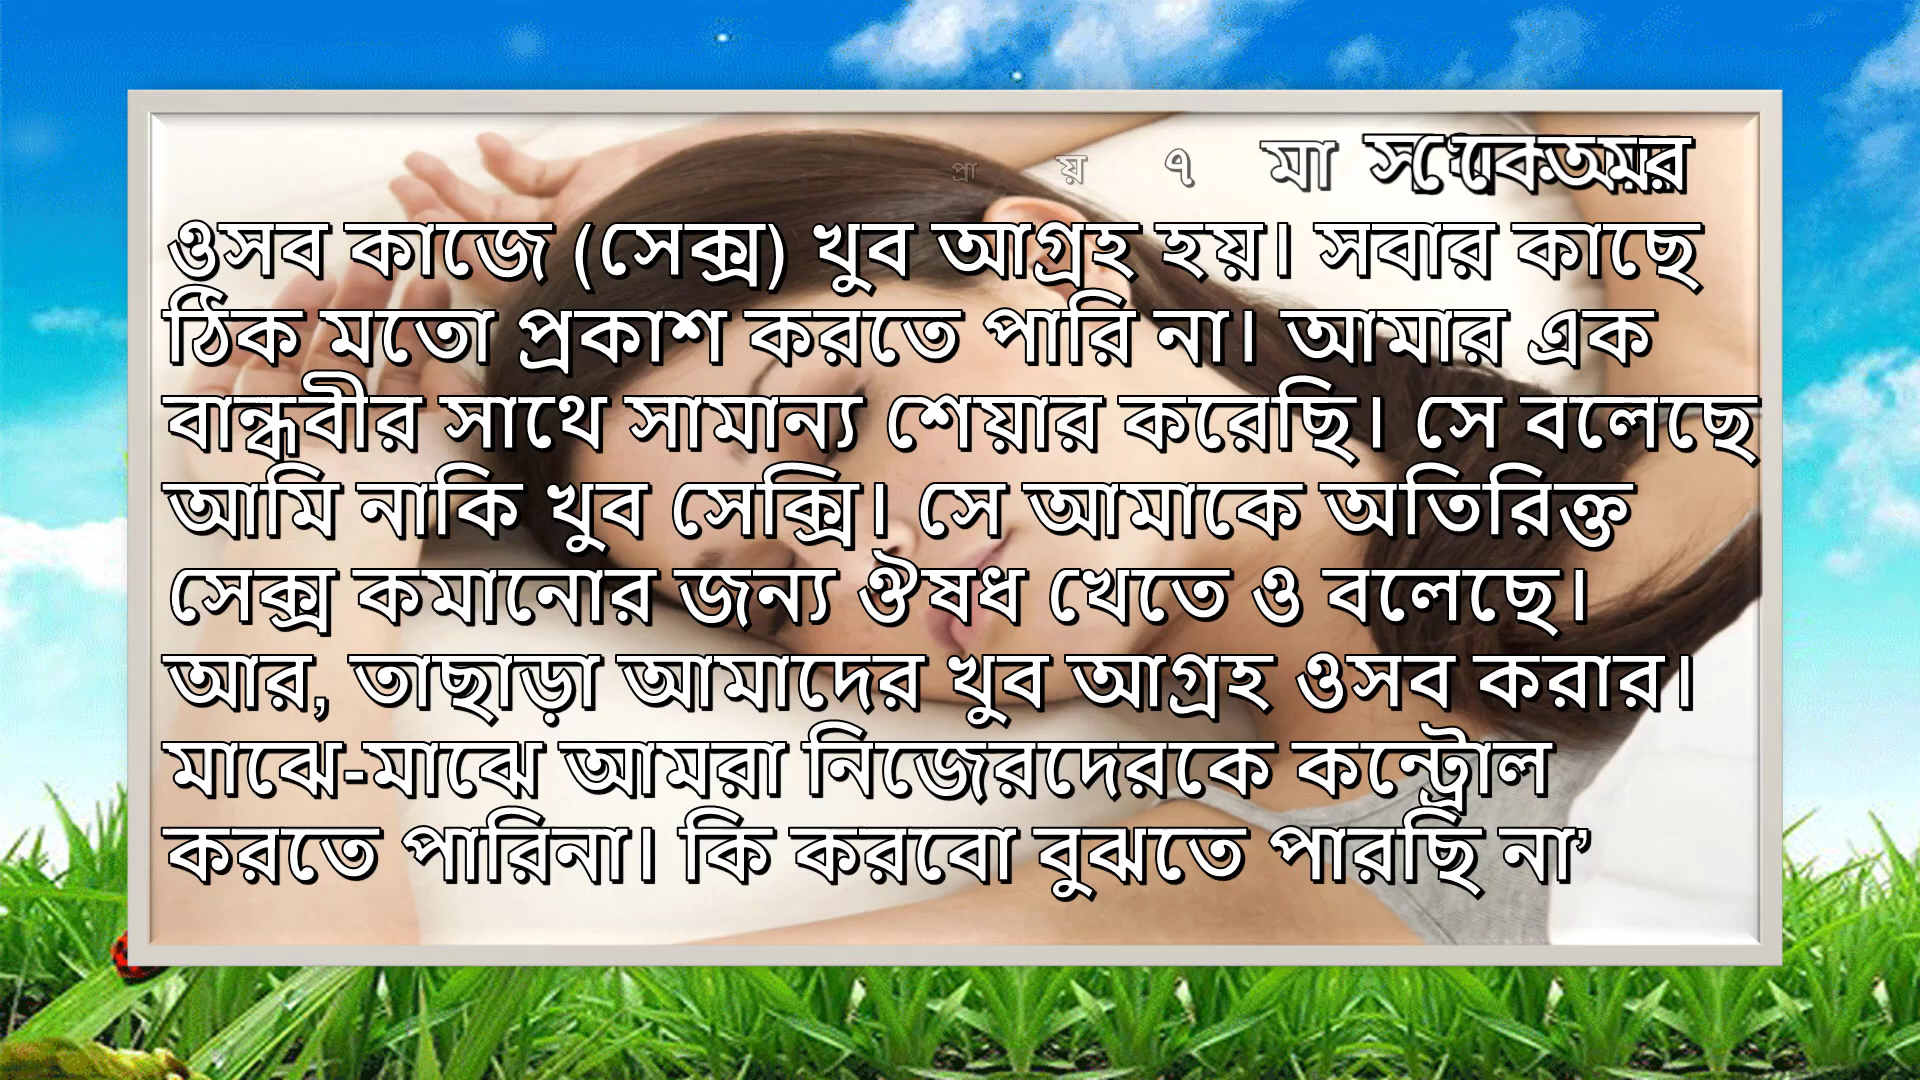 প্রায় ৭ মাস
ওসব কাজে (সেক্স) খুব আগ্রহ হয়। সবার কাছে
ঠিক মতো প্রকাশ করতে পারি না। আমার এক
বান্ধবীর সাথে সামান্য শেয়ার করেছি। সে বলেছে
আমি নাকি খুব সেক্সি। সে আমাকে অতিরিক্ত
সেক্স কমানোর জন্য ঔষধ খেতে ও বলেছে।
আর, তাছাড়া আমাদের খুব আগ্রহ ওসব করার।
মাঝে-মাঝে আমরা নিজেরদেরকে কন্ট্রোল
করতে পারিনা। কি করবো বুঝতে পারছি না’